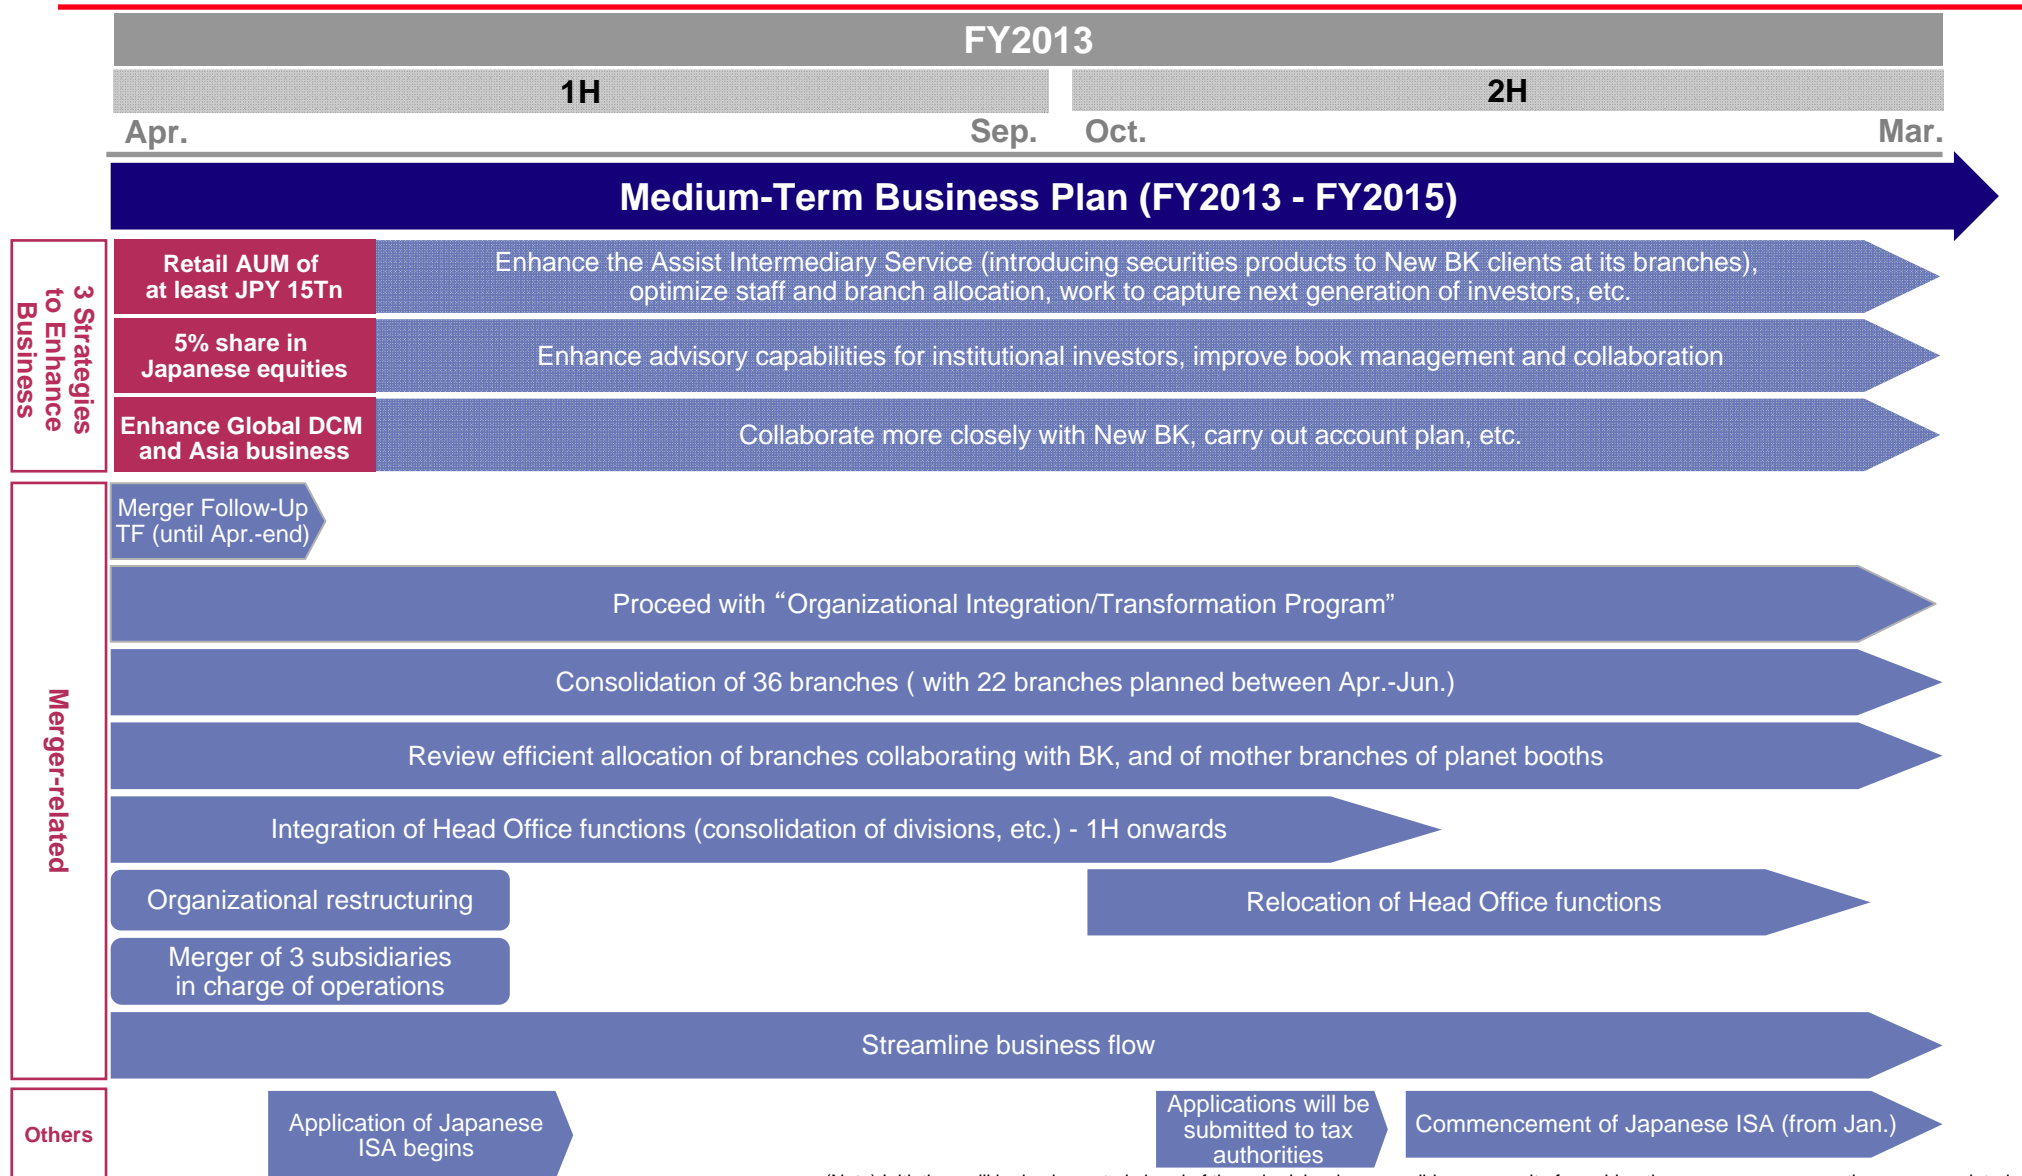 FY2013
1H
2H
Apr.
Sep.
Oct.
Mar.
Medium-Term Business Plan (FY2013 - FY2015)
3 Strategies
to Enhance
Business
Retail AUM of
at least JPY 15Tn
Enhance the Assist Intermediary Service (introducing securities products to New BK clients at its branches),
optimize staff and branch allocation, work to capture next generation of investors, etc.
5% share in
Japanese equities
Enhance advisory capabilities for institutional investors, improve book management and collaboration
Enhance Global DCM
and Asia business
Collaborate more closely with New BK, carry out account plan, etc.
Merger-related
Merger Follow-Up
TF (until Apr.-end)
Proceed with “Organizational Integration/Transformation Program”
Consolidation of 36 branches ( with 22 branches planned between Apr.-Jun.)
Review efficient allocation of branches collaborating with BK, and of mother branches of planet booths
Integration of Head Office functions (consolidation of divisions, etc.) - 1H onwards
Organizational restructuring
Relocation of Head Office functions
Merger of 3 subsidiaries
in charge of operations
Streamline business flow
Others
Application of Japanese
ISA begins
Applications will be
submitted to tax
authorities
Commencement of Japanese ISA (from Jan.)